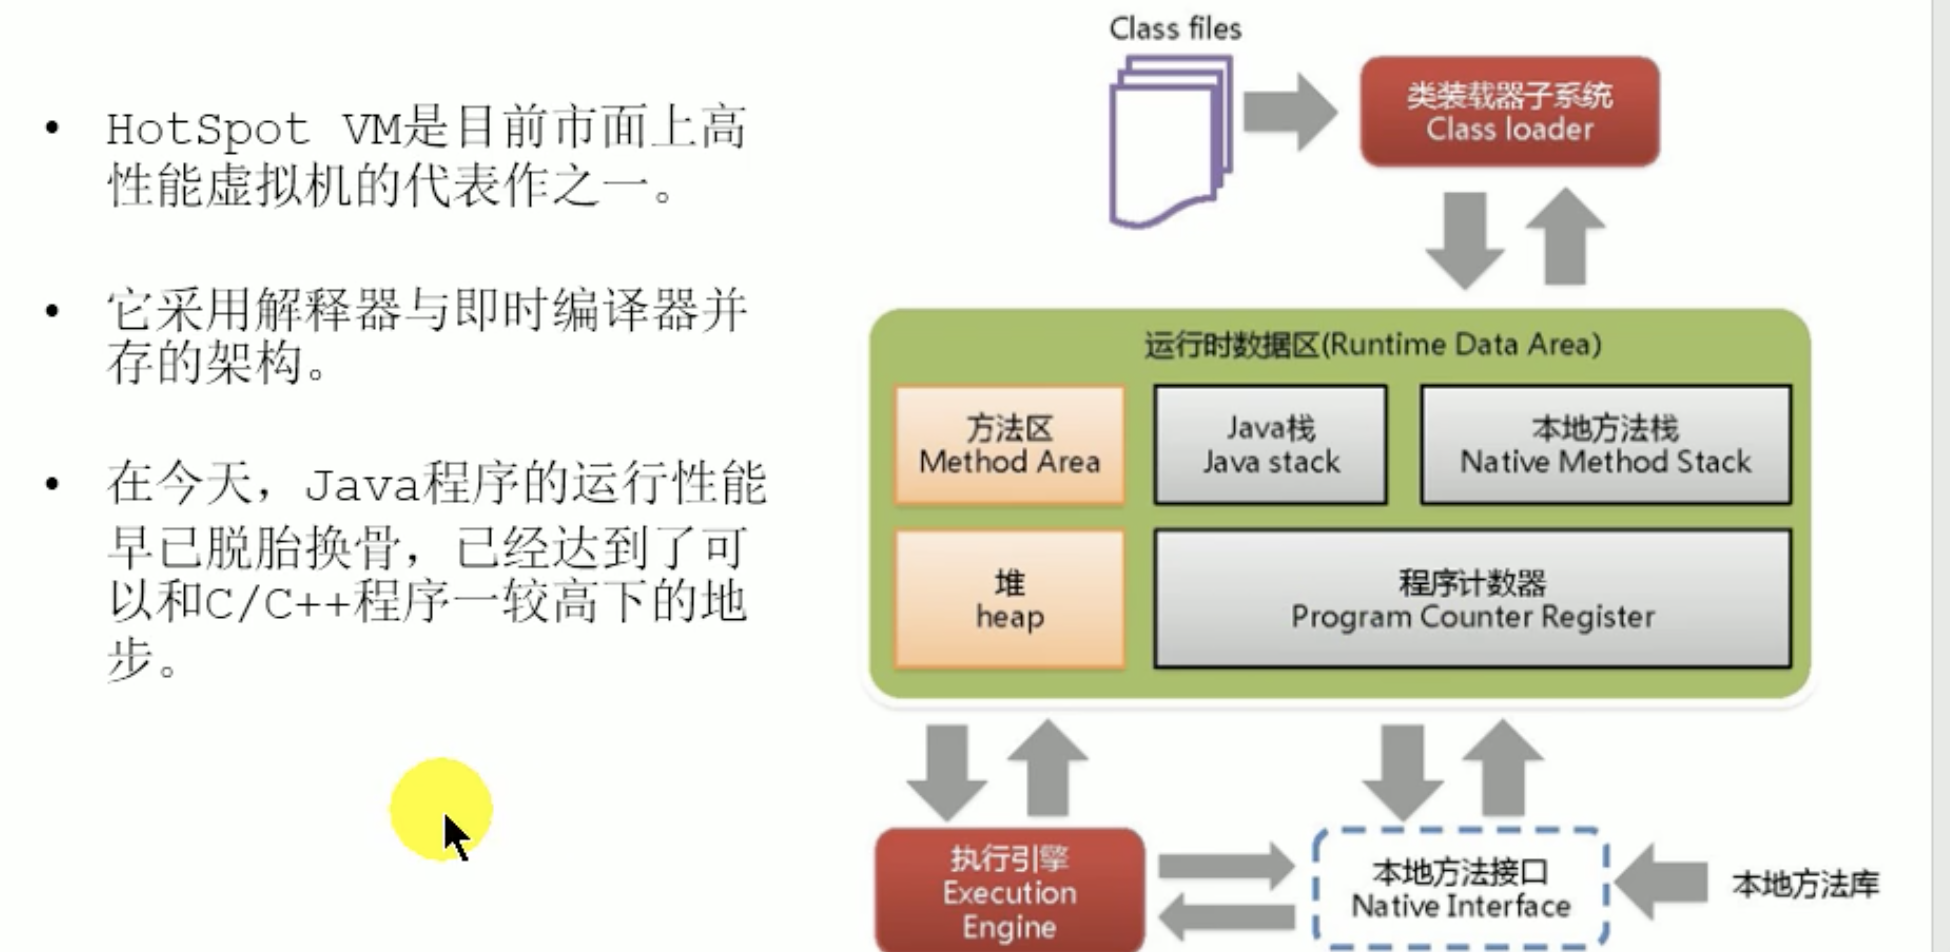 • HotSpot VM是目前市面上高
性能虚拟机的代表作之一。
• 它采用解释器与即时编译器并
存的架构。
• 在今天，Java程序的运行性能
早已脱胎换骨，已经达到了可
以和C/C++程序一较高下的地
步。
Class files
类装载器子系统
Class loader
运行时数据区(Runtime Data Area)
方法区
Method Area
Java栈
Java stack
本地方法栈
Native Method Stack
堆
heap
程序计数器
Program Counter Register
执行引擎
Execution
Engine
本地方法接口
Native Interface
本地方法库